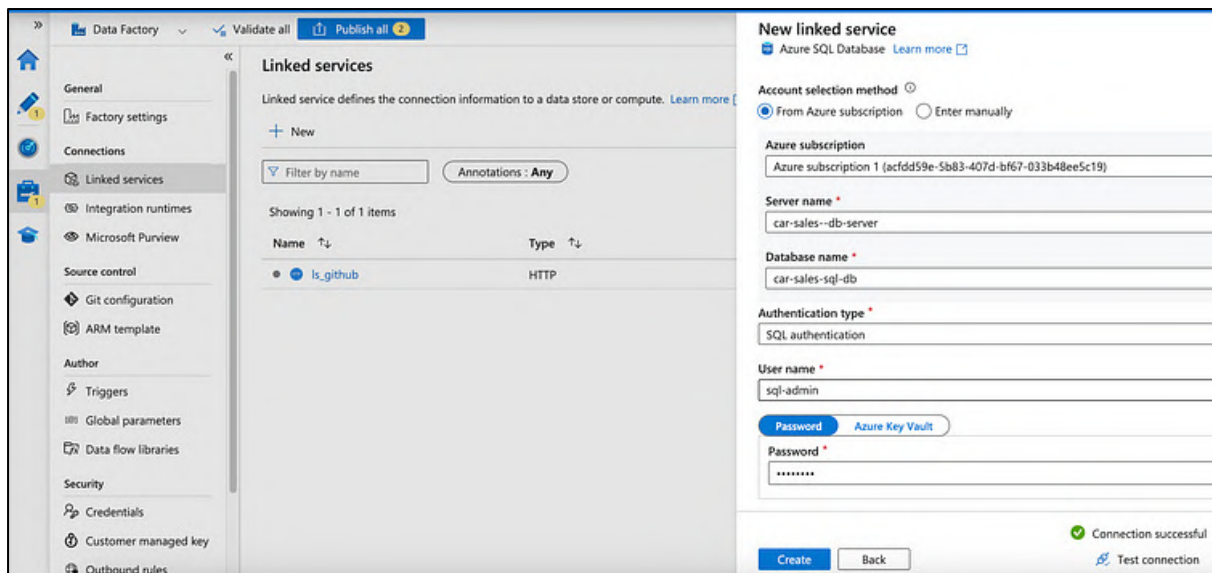 Data Factory
Validate all
Publish all 2
General
Factory settings
Connections
Linked services
Integration runtimes
Microsoft Purview
Source control
Git configuration
ARM template
Author
Triggers
Global parameters
Data flow libraries
Security
Credentials
Customer managed key
Outbound rules
1
1
Linked services
Linked service defines the connection information to a data store or compute. Learn more
New
Filter by name
Annotations : Any
Showing 1 - 1 of 1 items
Name Type
ls_github HTTP
New linked service
Azure SQL Database Learn more
Account selection method
From Azure subscription Enter manually
Azure subscription
Azure subscription 1 (acfdd59e-5b83-407d-bf67-033b48ee5c19)
Server name *
car-sales--db-server
Database name *
car-sales-sql-db
Authentication type *
SQL authentication
User name *
sql-admin
Password Azure Key Vault
Password *
••••••••
Connection successful
Create Back Test connection